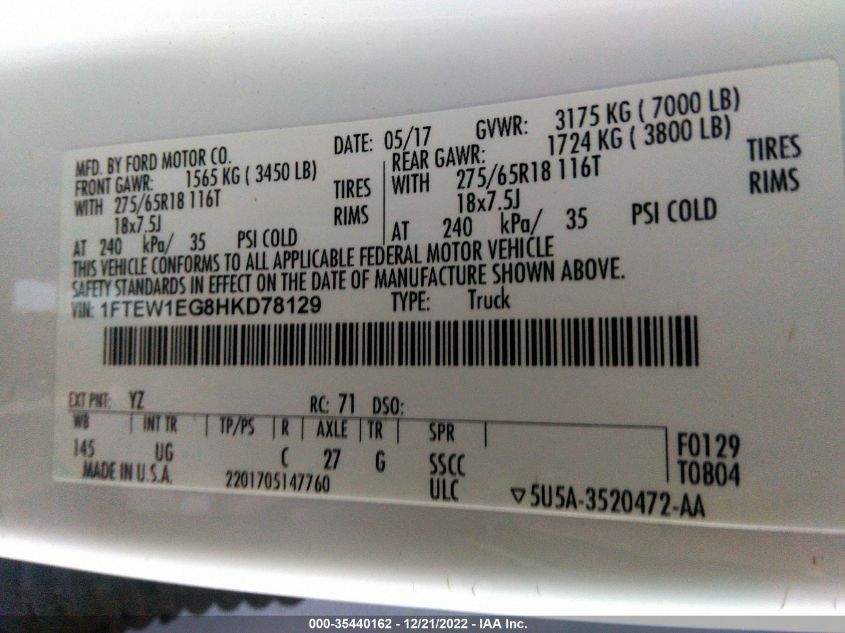 MFD. BY FORD MOTOR CO. DATE: 05/17 GVWR: 3175 KG ( 7000 LB)
FRONT GAWR: 1565 KG ( 3450 LB) REAR GAWR: 1724 KG ( 3800 LB)
WITH 275/65R18 116T TIRES WITH 275/65R18 116T TIRES
18x7.5J RIMS 18x7.5J RIMS
AT 240 kPa/ 35 PSI COLD AT 240 kPa/ 35 PSI COLD
THIS VEHICLE CONFORMS TO ALL APPLICABLE FEDERAL MOTOR VEHICLE
SAFETY STANDARDS IN EFFECT ON THE DATE OF MANUFACTURE SHOWN ABOVE.
VIN: 1FTEW1EG8HKD78129 TYPE: Truck
EXT PNT: YZ RC: 71 DSO:
WB INT TR TP/PS R AXLE TR SPR
145 UG C 27 G SSCC F0129
MADE IN U.S.A. 2201705147760 ULC T0804
▽5U5A-3520472-AA
000-35440162 - 12/21/2022 - IAA Inc.